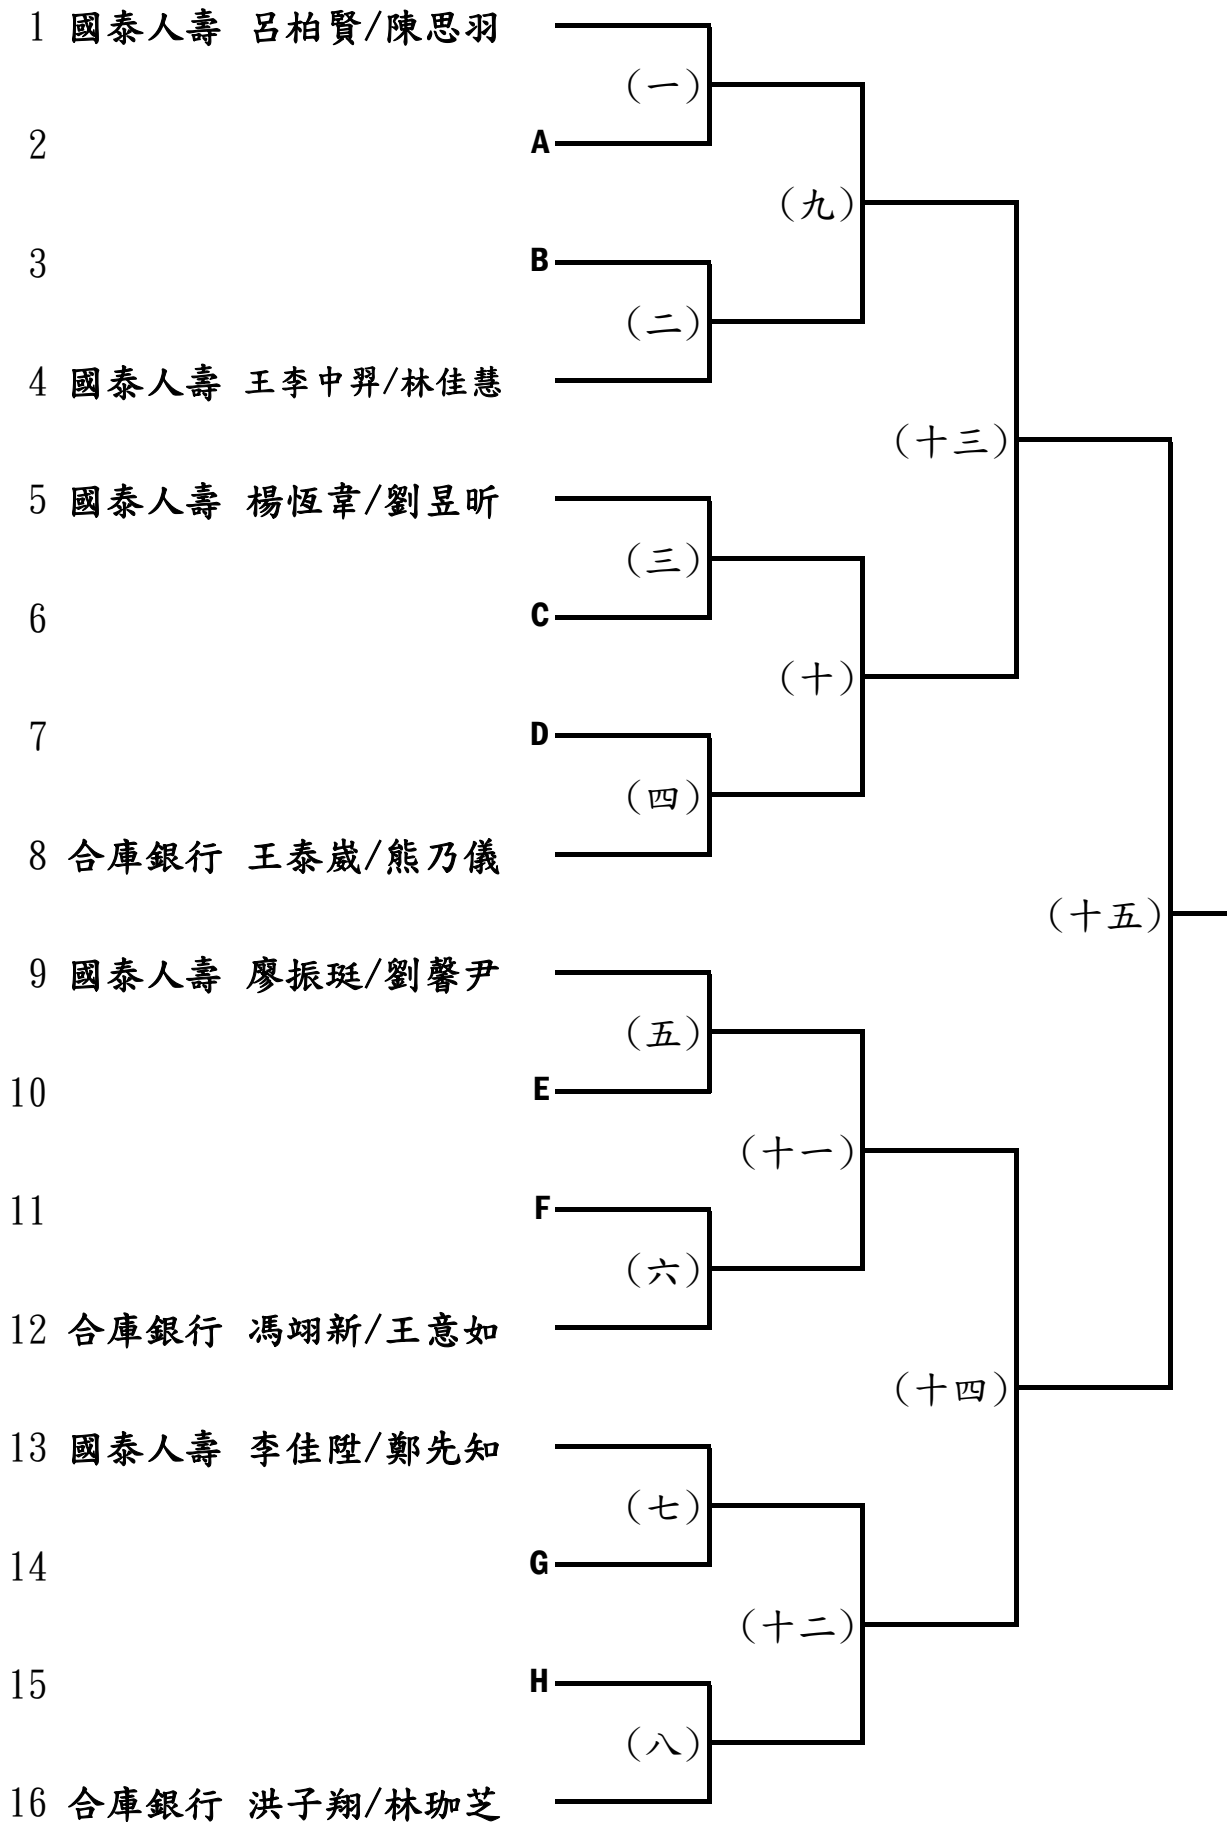 1 國泰人壽 呂柏賢/陳思羽
(一)
2 A
(九)
3 B
(二)
4 國泰人壽 王李中羿/林佳慧
(十三)
5 國泰人壽 楊恆韋/劉昱昕
(三)
6 C
(十)
7 D
(四)
8 合庫銀行 王泰崴/熊乃儀
(十五)
9 國泰人壽 廖振珽/劉馨尹
(五)
10 E
(十一)
11 F
(六)
12 合庫銀行 馮翊新/王意如
(十四)
13 國泰人壽 李佳陞/鄭先知
(七)
14 G
(十二)
15 H
(八)
16 合庫銀行 洪子翔/林珈芝